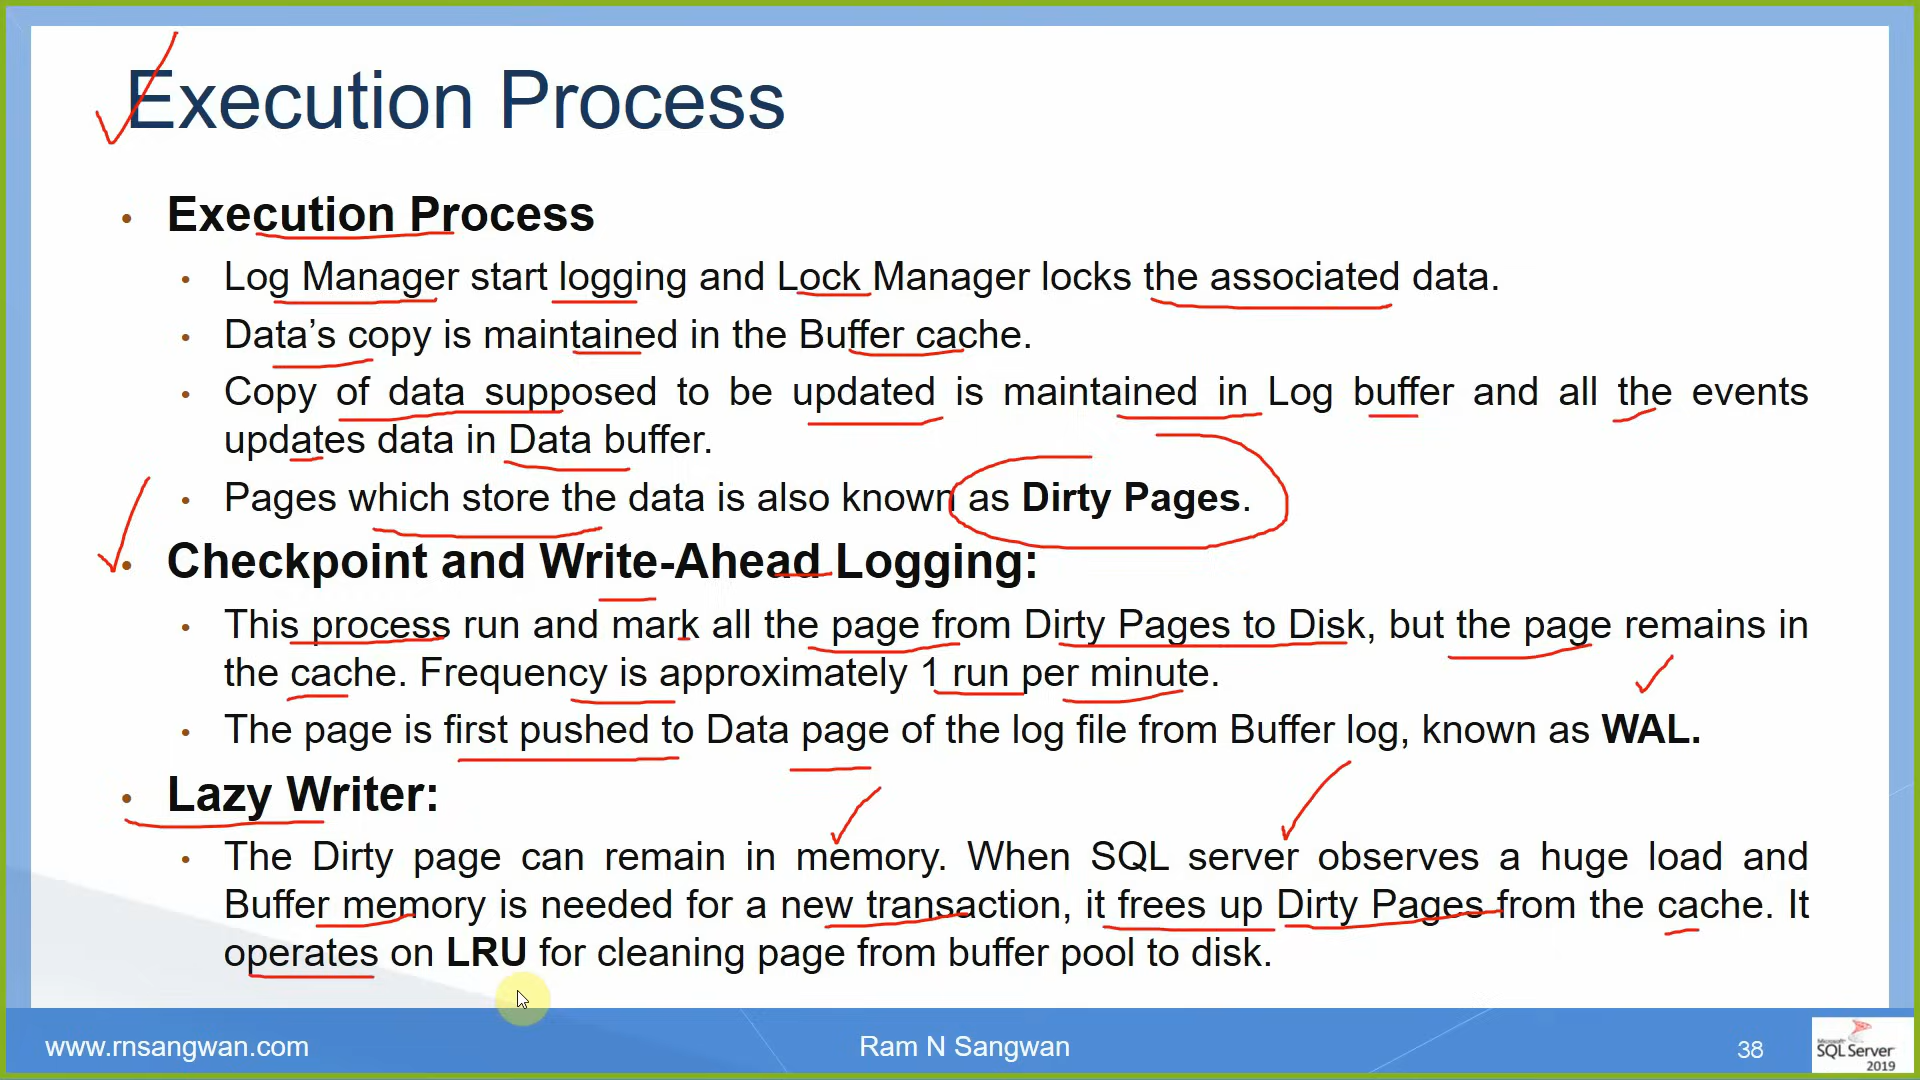 Execution Process
• Execution Process
• Log Manager start logging and Lock Manager locks the associated data.
• Data’s copy is maintained in the Buffer cache.
• Copy of data supposed to be updated is maintained in Log buffer and all the events
updates data in Data buffer.
• Pages which store the data is also known as Dirty Pages.
• Checkpoint and Write-Ahead Logging:
• This process run and mark all the page from Dirty Pages to Disk, but the page remains in
the cache. Frequency is approximately 1 run per minute.
• The page is first pushed to Data page of the log file from Buffer log, known as WAL.
• Lazy Writer:
• The Dirty page can remain in memory. When SQL server observes a huge load and
Buffer memory is needed for a new transaction, it frees up Dirty Pages from the cache. It
operates on LRU for cleaning page from buffer pool to disk.
www.rnsangwan.com
Ram N Sangwan
38
Microsoft
SQL Server
2019